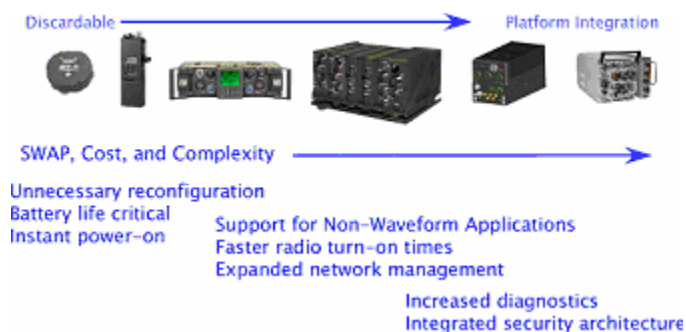 Discardable
Platform Integration
SWAP, Cost, and Complexity
Unnecessary reconfiguration
Battery life critical
Instant power-on
Support for Non-Waveform Applications
Faster radio turn-on times
Expanded network management
Increased diagnostics
Integrated security architecture